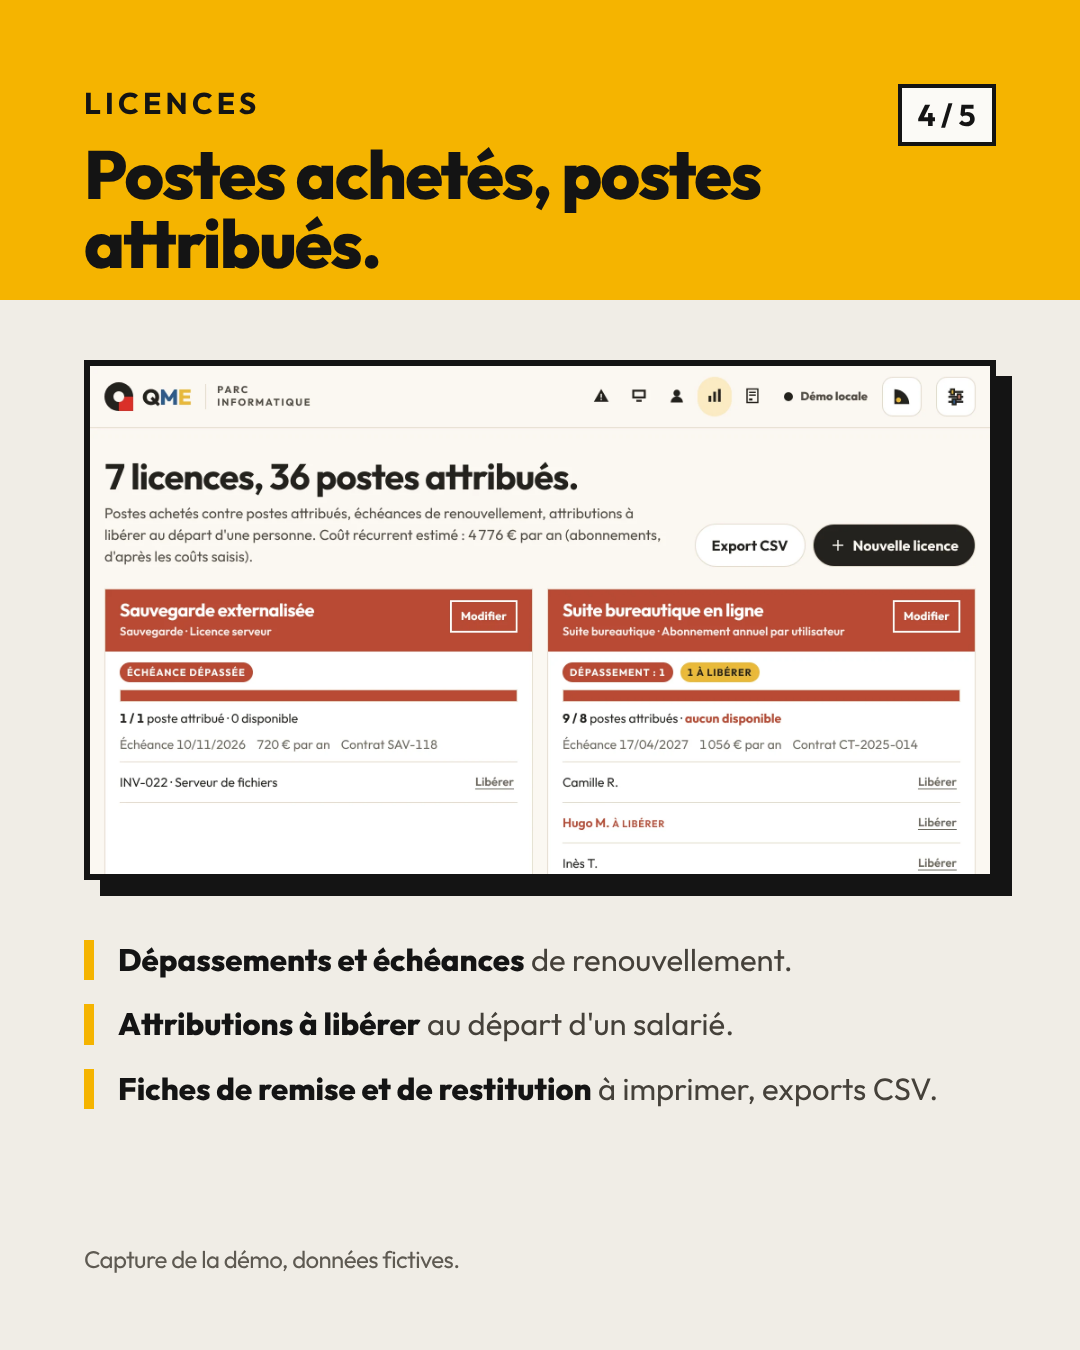 LICENCES
4 / 5
Postes achetés, postes
attribués.
QME
PARC
INFORMATIQUE
Démo locale
7 licences, 36 postes attribués.
Postes achetés contre postes attribués, échéances de renouvellement, attributions à
libérer au départ d'une personne. Coût récurrent estimé : 4 776 € par an (abonnements,
d'après les coûts saisis).
Export CSV
+ Nouvelle licence
Sauvegarde externalisée
Sauvegarde · Licence serveur
Modifier
ÉCHÉANCE DÉPASSÉE
1 / 1 poste attribué · 0 disponible
Échéance 10/11/2026 720 € par an Contrat SAV-118
INV-022 · Serveur de fichiers
Libérer
Suite bureautique en ligne
Suite bureautique · Abonnement annuel par utilisateur
Modifier
DÉPASSEMENT : 1
1 À LIBÉRER
9 / 8 postes attribués · aucun disponible
Échéance 17/04/2027 1 056 € par an Contrat CT-2025-014
Camille R.
Libérer
Hugo M. À LIBÉRER
Libérer
Inès T.
Libérer
Dépassements et échéances de renouvellement.
Attributions à libérer au départ d'un salarié.
Fiches de remise et de restitution à imprimer, exports CSV.
Capture de la démo, données fictives.